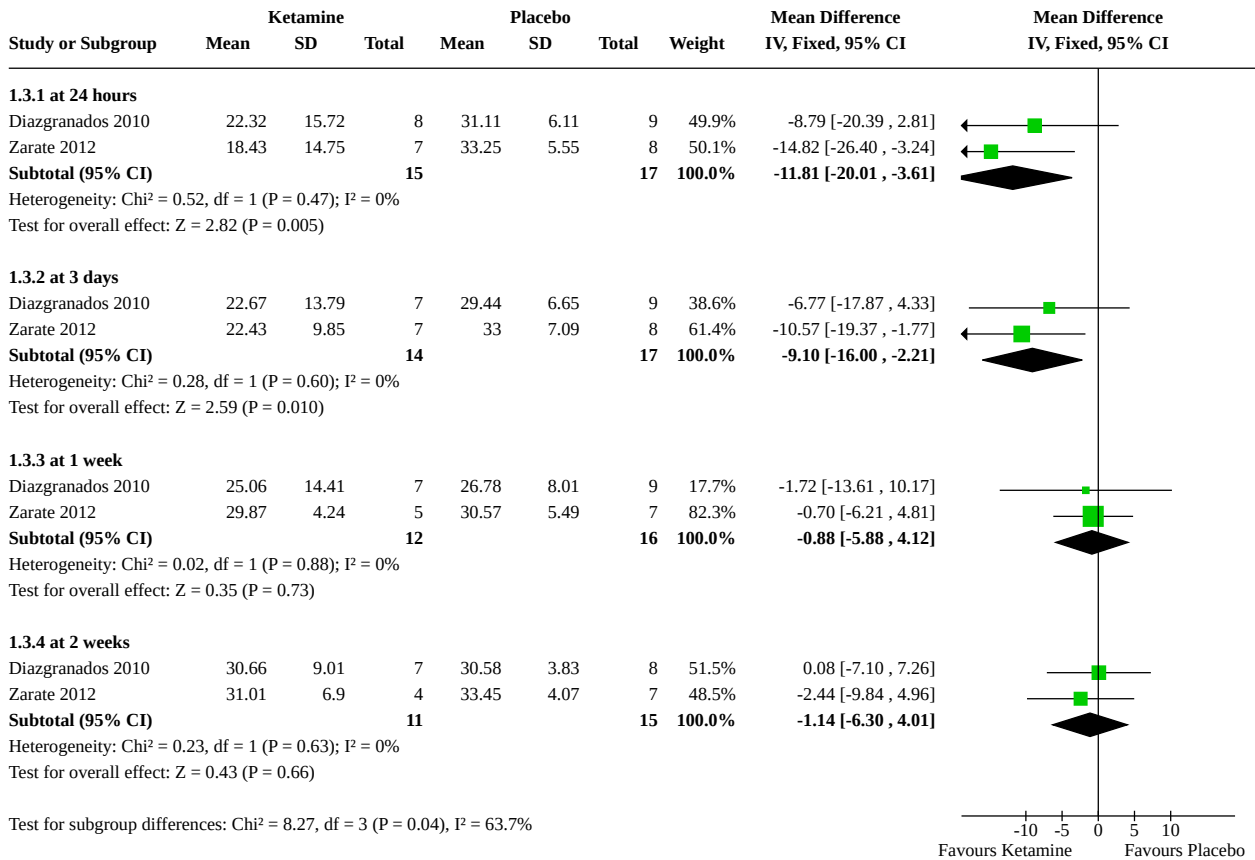 Ketamine Placebo Mean Difference Mean Difference
Study or Subgroup Mean SD Total Mean SD Total Weight IV, Fixed, 95% CI IV, Fixed, 95% CI
1.3.1 at 24 hours
Diazgranados 2010 22.32 15.72 8 31.11 6.11 9 49.9% -8.79 [-20.39 , 2.81]
Zarate 2012 18.43 14.75 7 33.25 5.55 8 50.1% -14.82 [-26.40 , -3.24]
Subtotal (95% CI) 15 17 100.0% -11.81 [-20.01 , -3.61]
Heterogeneity: Chi² = 0.52, df = 1 (P = 0.47); I² = 0%
Test for overall effect: Z = 2.82 (P = 0.005)
1.3.2 at 3 days
Diazgranados 2010 22.67 13.79 7 29.44 6.65 9 38.6% -6.77 [-17.87 , 4.33]
Zarate 2012 22.43 9.85 7 33 7.09 8 61.4% -10.57 [-19.37 , -1.77]
Subtotal (95% CI) 14 17 100.0% -9.10 [-16.00 , -2.21]
Heterogeneity: Chi² = 0.28, df = 1 (P = 0.60); I² = 0%
Test for overall effect: Z = 2.59 (P = 0.010)
1.3.3 at 1 week
Diazgranados 2010 25.06 14.41 7 26.78 8.01 9 17.7% -1.72 [-13.61 , 10.17]
Zarate 2012 29.87 4.24 5 30.57 5.49 7 82.3% -0.70 [-6.21 , 4.81]
Subtotal (95% CI) 12 16 100.0% -0.88 [-5.88 , 4.12]
Heterogeneity: Chi² = 0.02, df = 1 (P = 0.88); I² = 0%
Test for overall effect: Z = 0.35 (P = 0.73)
1.3.4 at 2 weeks
Diazgranados 2010 30.66 9.01 7 30.58 3.83 8 51.5% 0.08 [-7.10 , 7.26]
Zarate 2012 31.01 6.9 4 33.45 4.07 7 48.5% -2.44 [-9.84 , 4.96]
Subtotal (95% CI) 11 15 100.0% -1.14 [-6.30 , 4.01]
Heterogeneity: Chi² = 0.23, df = 1 (P = 0.63); I² = 0%
Test for overall effect: Z = 0.43 (P = 0.66)
Test for subgroup differences: Chi² = 8.27, df = 3 (P = 0.04), I² = 63.7%
-10 -5 0 5 10
Favours Ketamine Favours Placebo